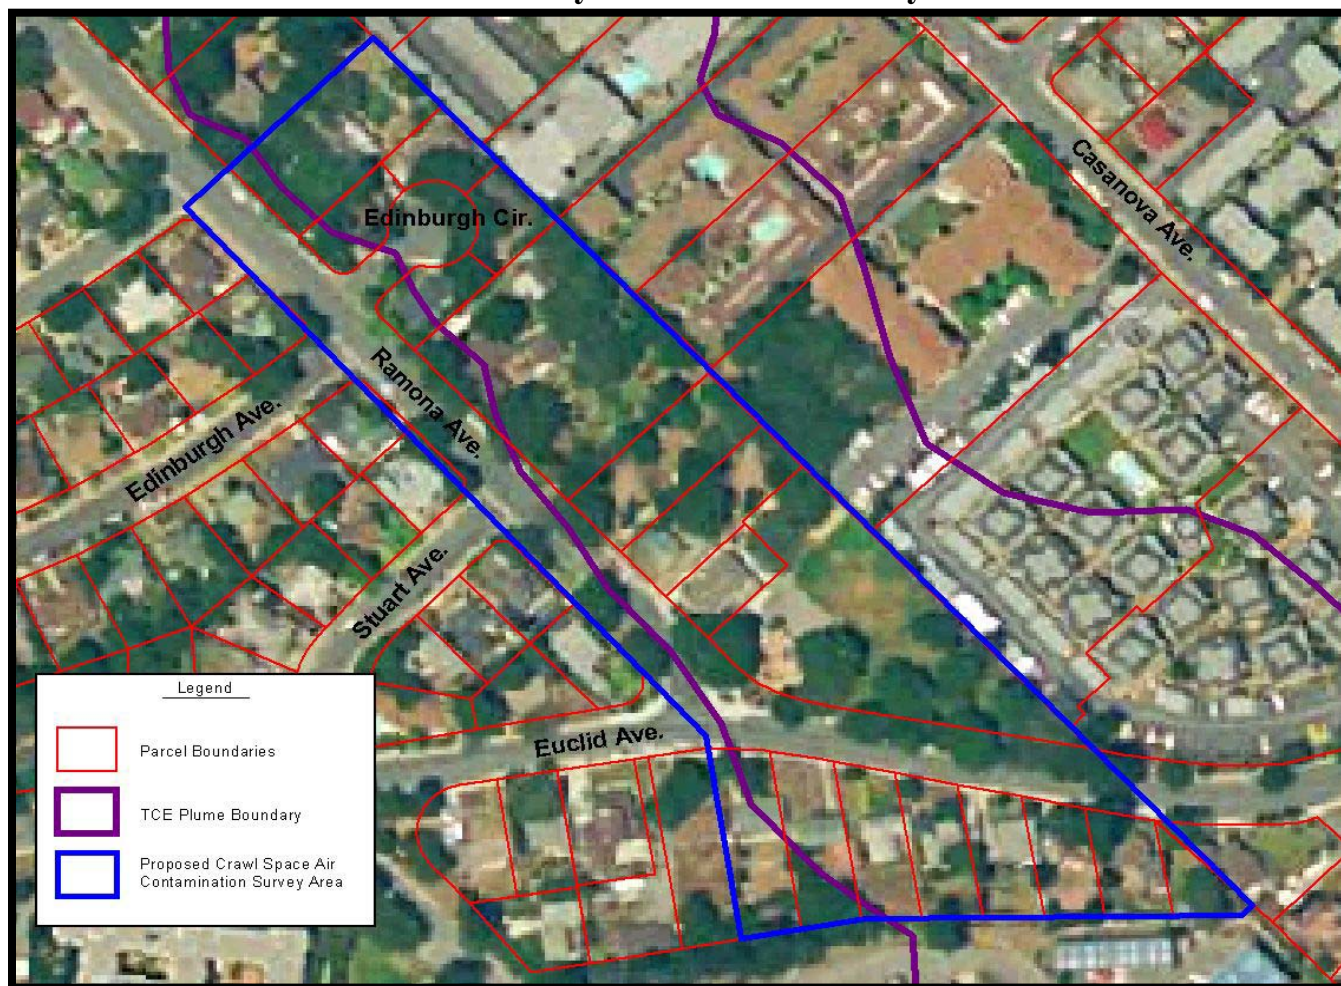 Edinburgh Cir.
Casanova Ave.
Ramona Ave.
Edinburgh Ave.
Stuart Ave.
Euclid Ave.
Legend
Parcel Boundaries
TCE Plume Boundary
Proposed Crawl Space Air
Contamination Survey Area